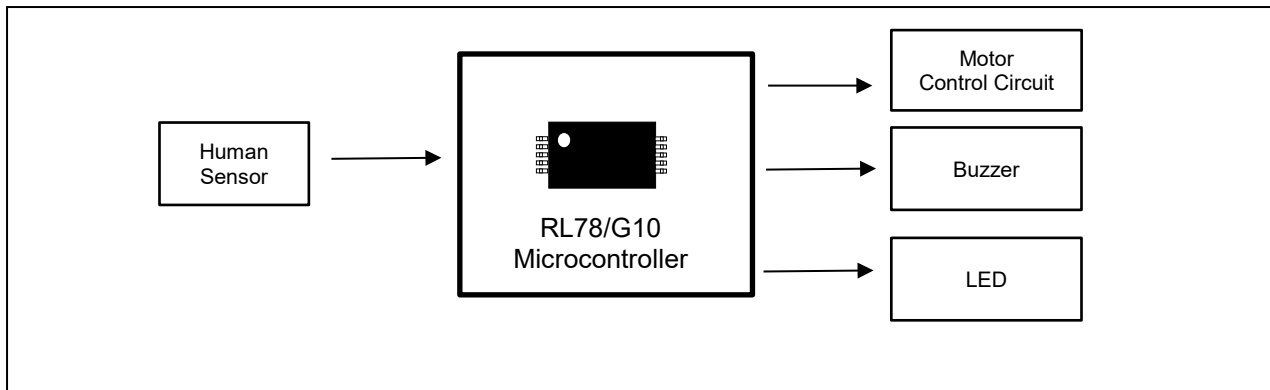 Human
Sensor
RL78/G10
Microcontroller
Motor
Control Circuit
Buzzer
LED